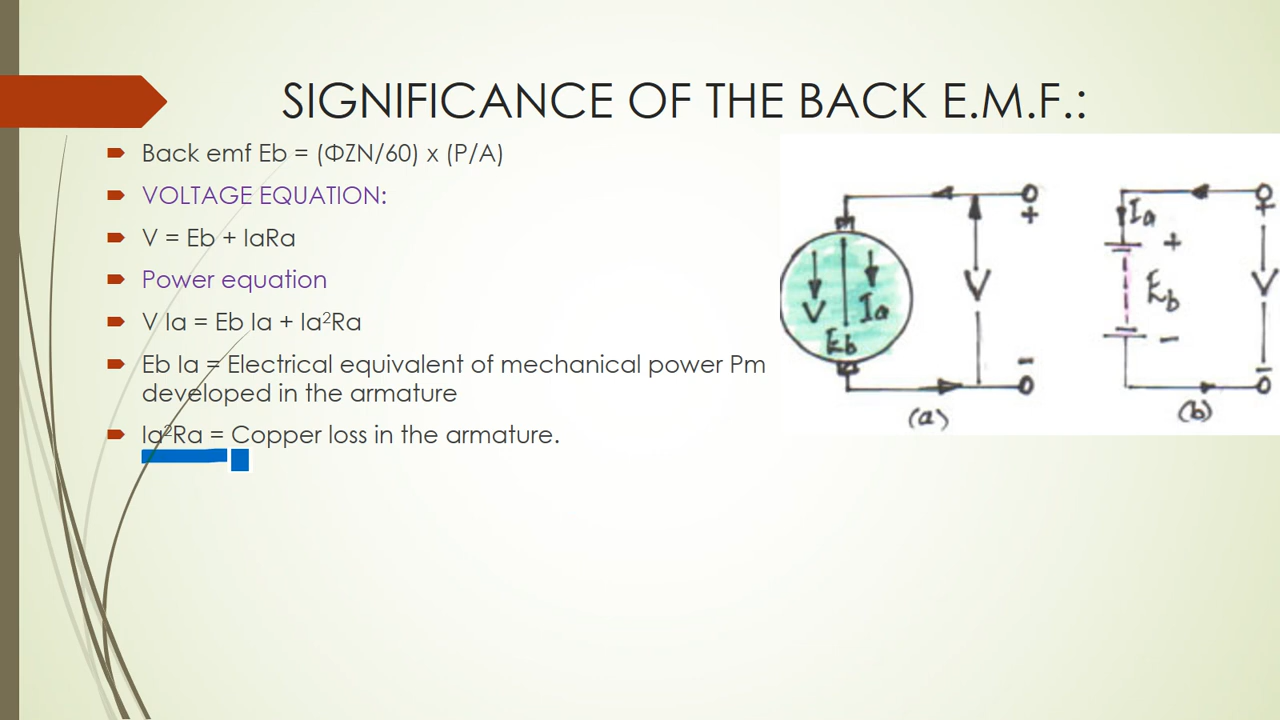 SIGNIFICANCE OF THE BACK E.M.F.:
Back emf Eb = (ΦZN/60) x (P/A)
VOLTAGE EQUATION:
V = Eb + IaRa
Power equation
V Ia = Eb Ia + Ia²Ra
Eb Ia = Electrical equivalent of mechanical power Pm
developed in the armature
Ia²Ra = Copper loss in the armature.
+
V
V Ia
Eb
-
(a)
Ia
+
+
Eb
V
-
-
(b)